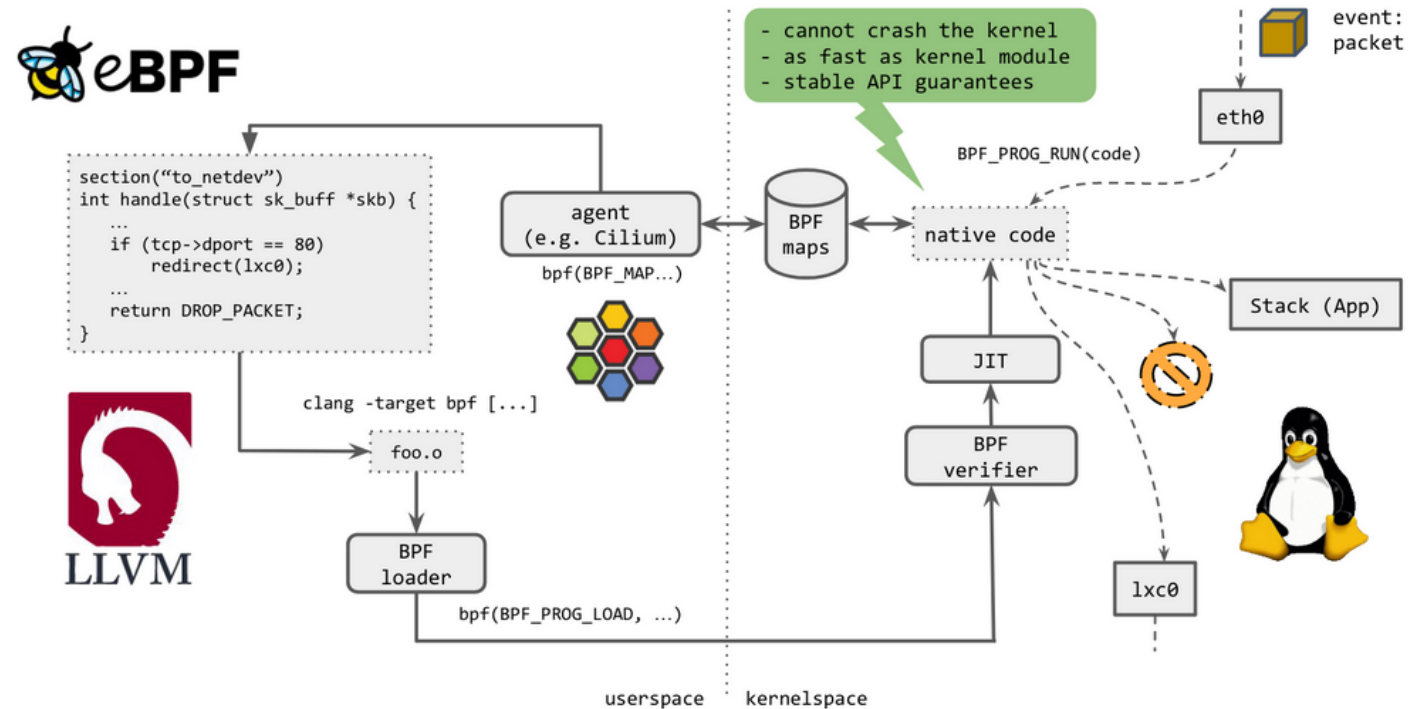 eBPF
- cannot crash the kernel
- as fast as kernel module
- stable API guarantees
event:
packet
eth0
BPF_PROG_RUN(code)
section(“to_netdev”)
int handle(struct sk_buff *skb) {
…
if (tcp->dport == 80)
redirect(lxc0);
…
return DROP_PACKET;
}
agent
(e.g. Cilium)
bpf(BPF_MAP…)
BPF
maps
native code
Stack (App)
JIT
clang -target bpf [...]
foo.o
BPF
verifier
LLVM
BPF
loader
bpf(BPF_PROG_LOAD, …)
lxc0
userspace
kernelspace